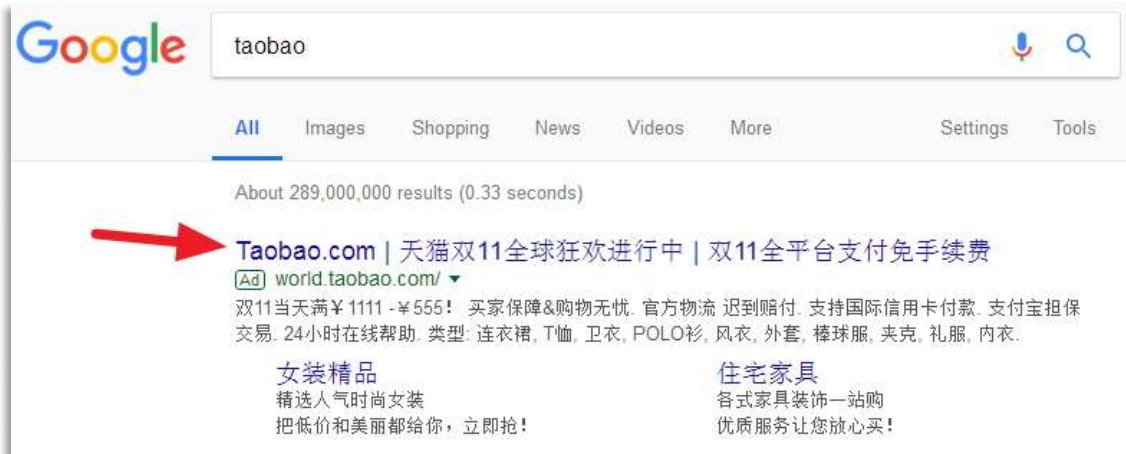 Google taobao
All Images Shopping News Videos More Settings Tools
About 289,000,000 results (0.33 seconds)
Taobao.com | 天猫双11全球狂欢进行中 | 双11全平台支付免手续费
Ad world.taobao.com/
双11当天满￥1111 -￥555! 买家保障&购物无忧. 官方物流 迟到赔付. 支持国际信用卡付款. 支付宝担保
交易. 24小时在线帮助. 类型: 连衣裙, T恤, 卫衣, POLO衫, 风衣, 外套, 棒球服, 夹克, 礼服, 内衣.
女装精品 住宅家具
精选人气时尚女装 各式家具装饰一站购
把低价和美丽都给你，立即抢! 优质服务让您放心买!